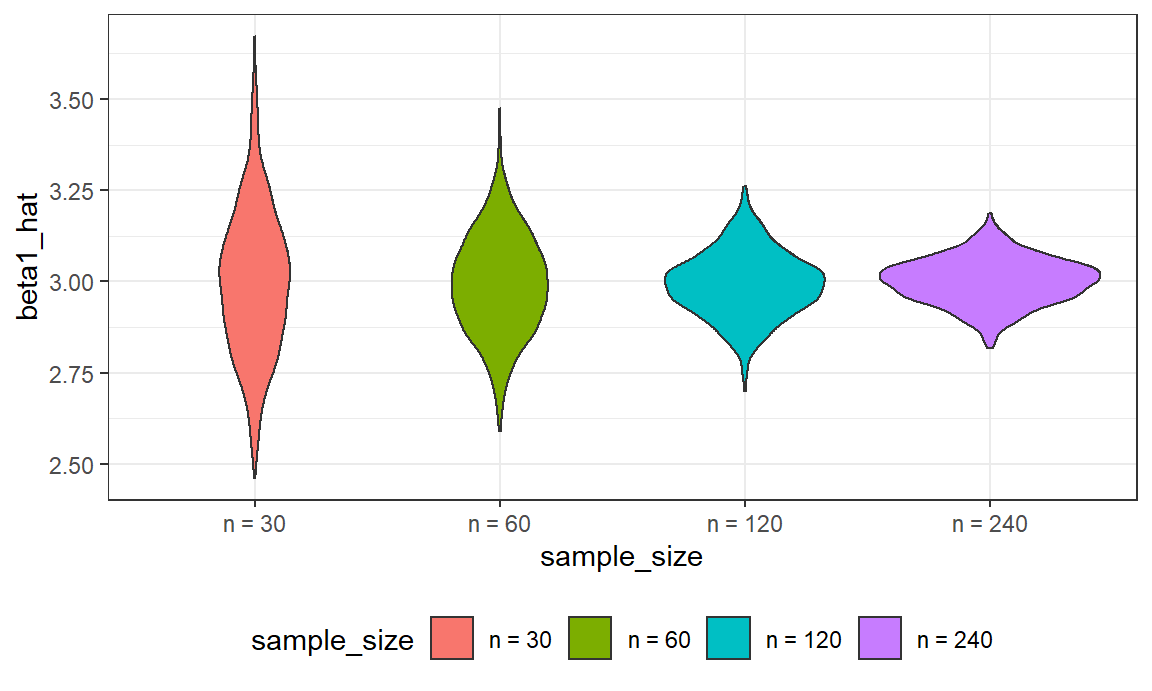 beta1_hat
3.50
3.25
3.00
2.75
2.50
n = 30 n = 60 n = 120 n = 240
sample_size
sample_size n = 30 n = 60 n = 120 n = 240